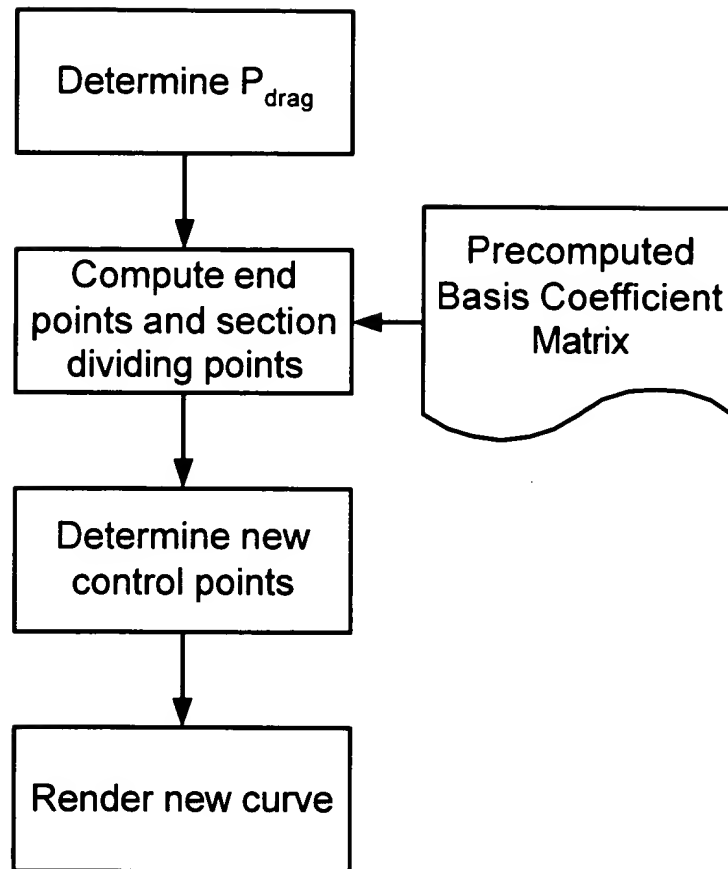 Determine P_drag
Compute end
points and section
dividing points
Precomputed
Basis Coefficient
Matrix
Determine new
control points
Render new curve